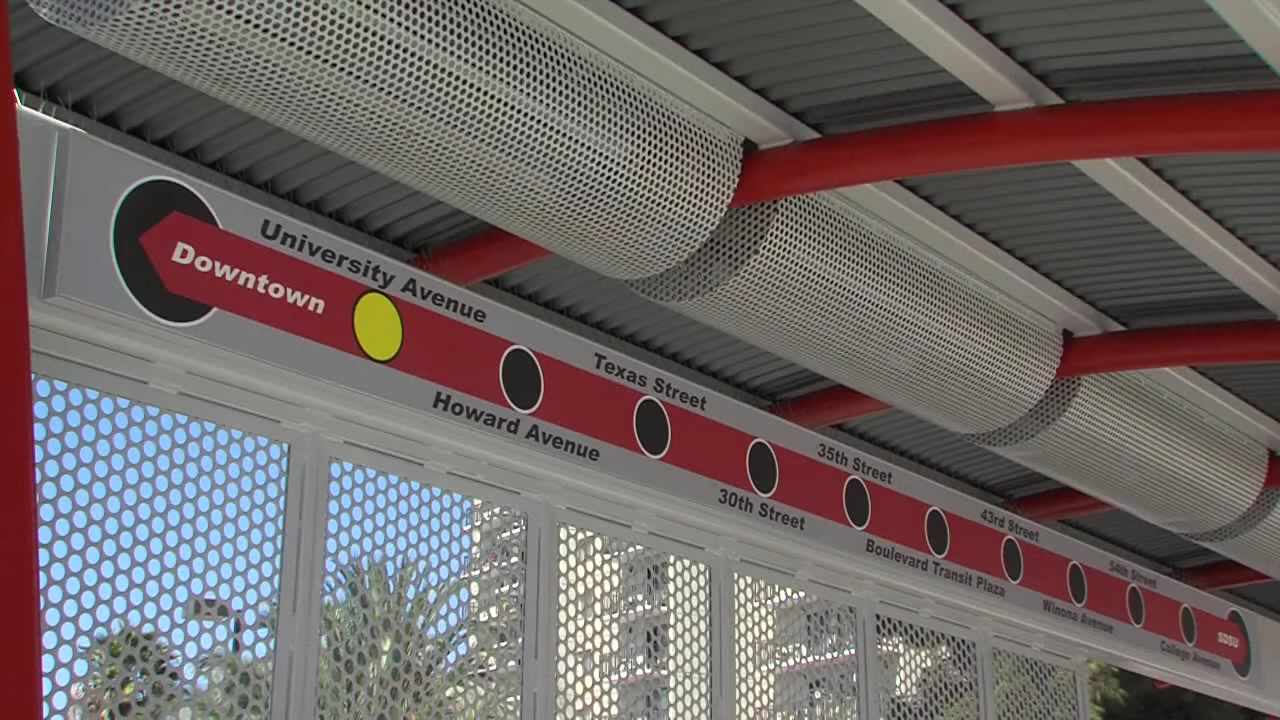 Downtown
University Avenue
Howard Avenue
Texas Street
30th Street
35th Street
Boulevard Transit Plaza
43rd Street
Winona Avenue
54th Street
College Avenue
SDSU